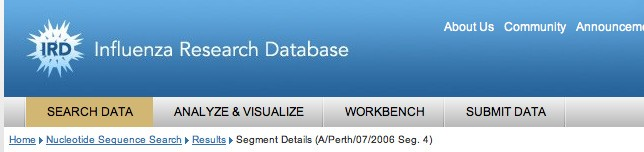 About Us Community
IRD Influenza Research Database
SEARCH DATA ANALYZE & VISUALIZE WORKBENCH SUBMIT DATA
Home Nucleotide Sequence Search Results Segment Details (A/Perth/07/2006 Seg. 4)